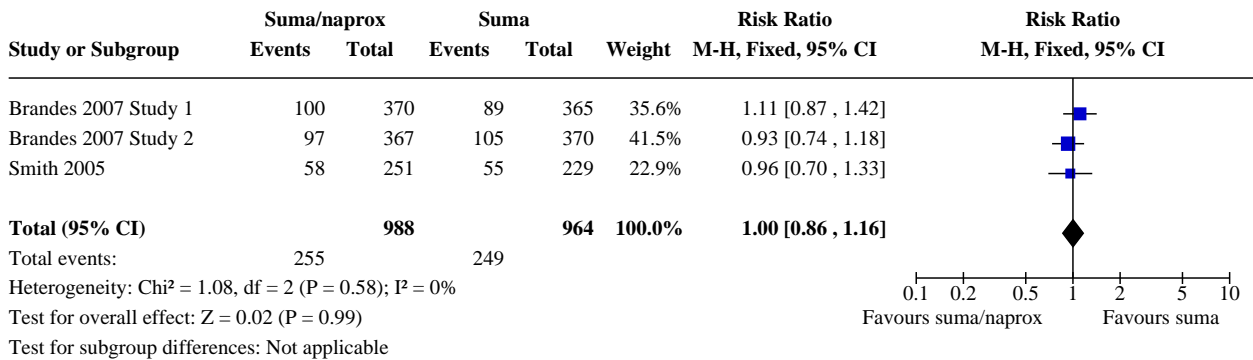 Suma/naprox Suma Risk Ratio Risk Ratio
Study or Subgroup Events Total Events Total Weight M-H, Fixed, 95% CI M-H, Fixed, 95% CI
Brandes 2007 Study 1 100 370 89 365 35.6% 1.11 [0.87 , 1.42]
Brandes 2007 Study 2 97 367 105 370 41.5% 0.93 [0.74 , 1.18]
Smith 2005 58 251 55 229 22.9% 0.96 [0.70 , 1.33]
Total (95% CI) 988 964 100.0% 1.00 [0.86 , 1.16]
Total events: 255 249
Heterogeneity: Chi² = 1.08, df = 2 (P = 0.58); I² = 0%
0.1 0.2 0.5 1 2 5 10
Test for overall effect: Z = 0.02 (P = 0.99)
Favours suma/naprox Favours suma
Test for subgroup differences: Not applicable